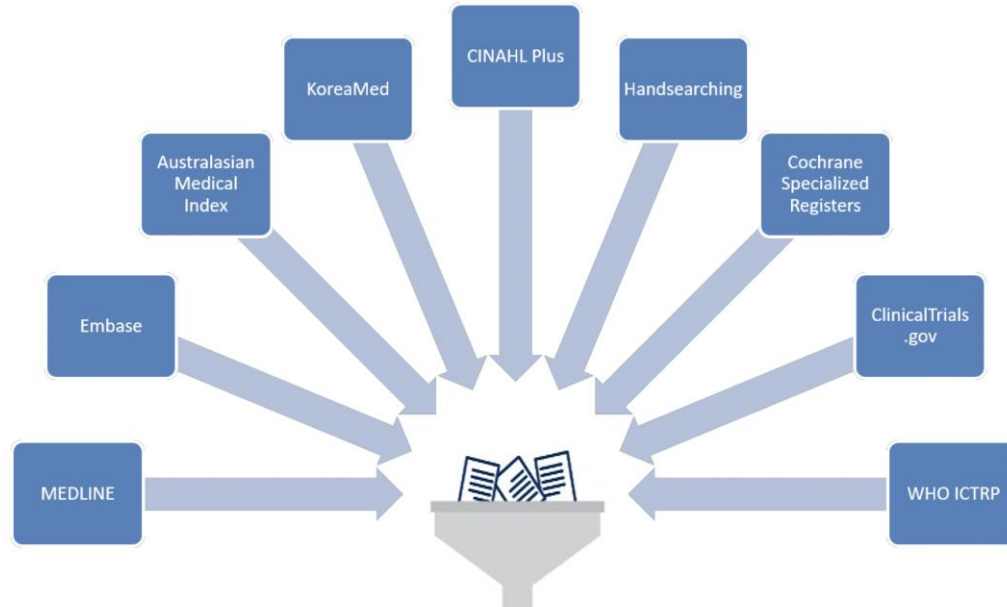 CINAHL Plus
KoreaMed
Handsearching
Australasian
Medical
Index
Cochrane
Specialized
Registers
Embase
ClinicalTrials
.gov
MEDLINE
WHO ICTRP